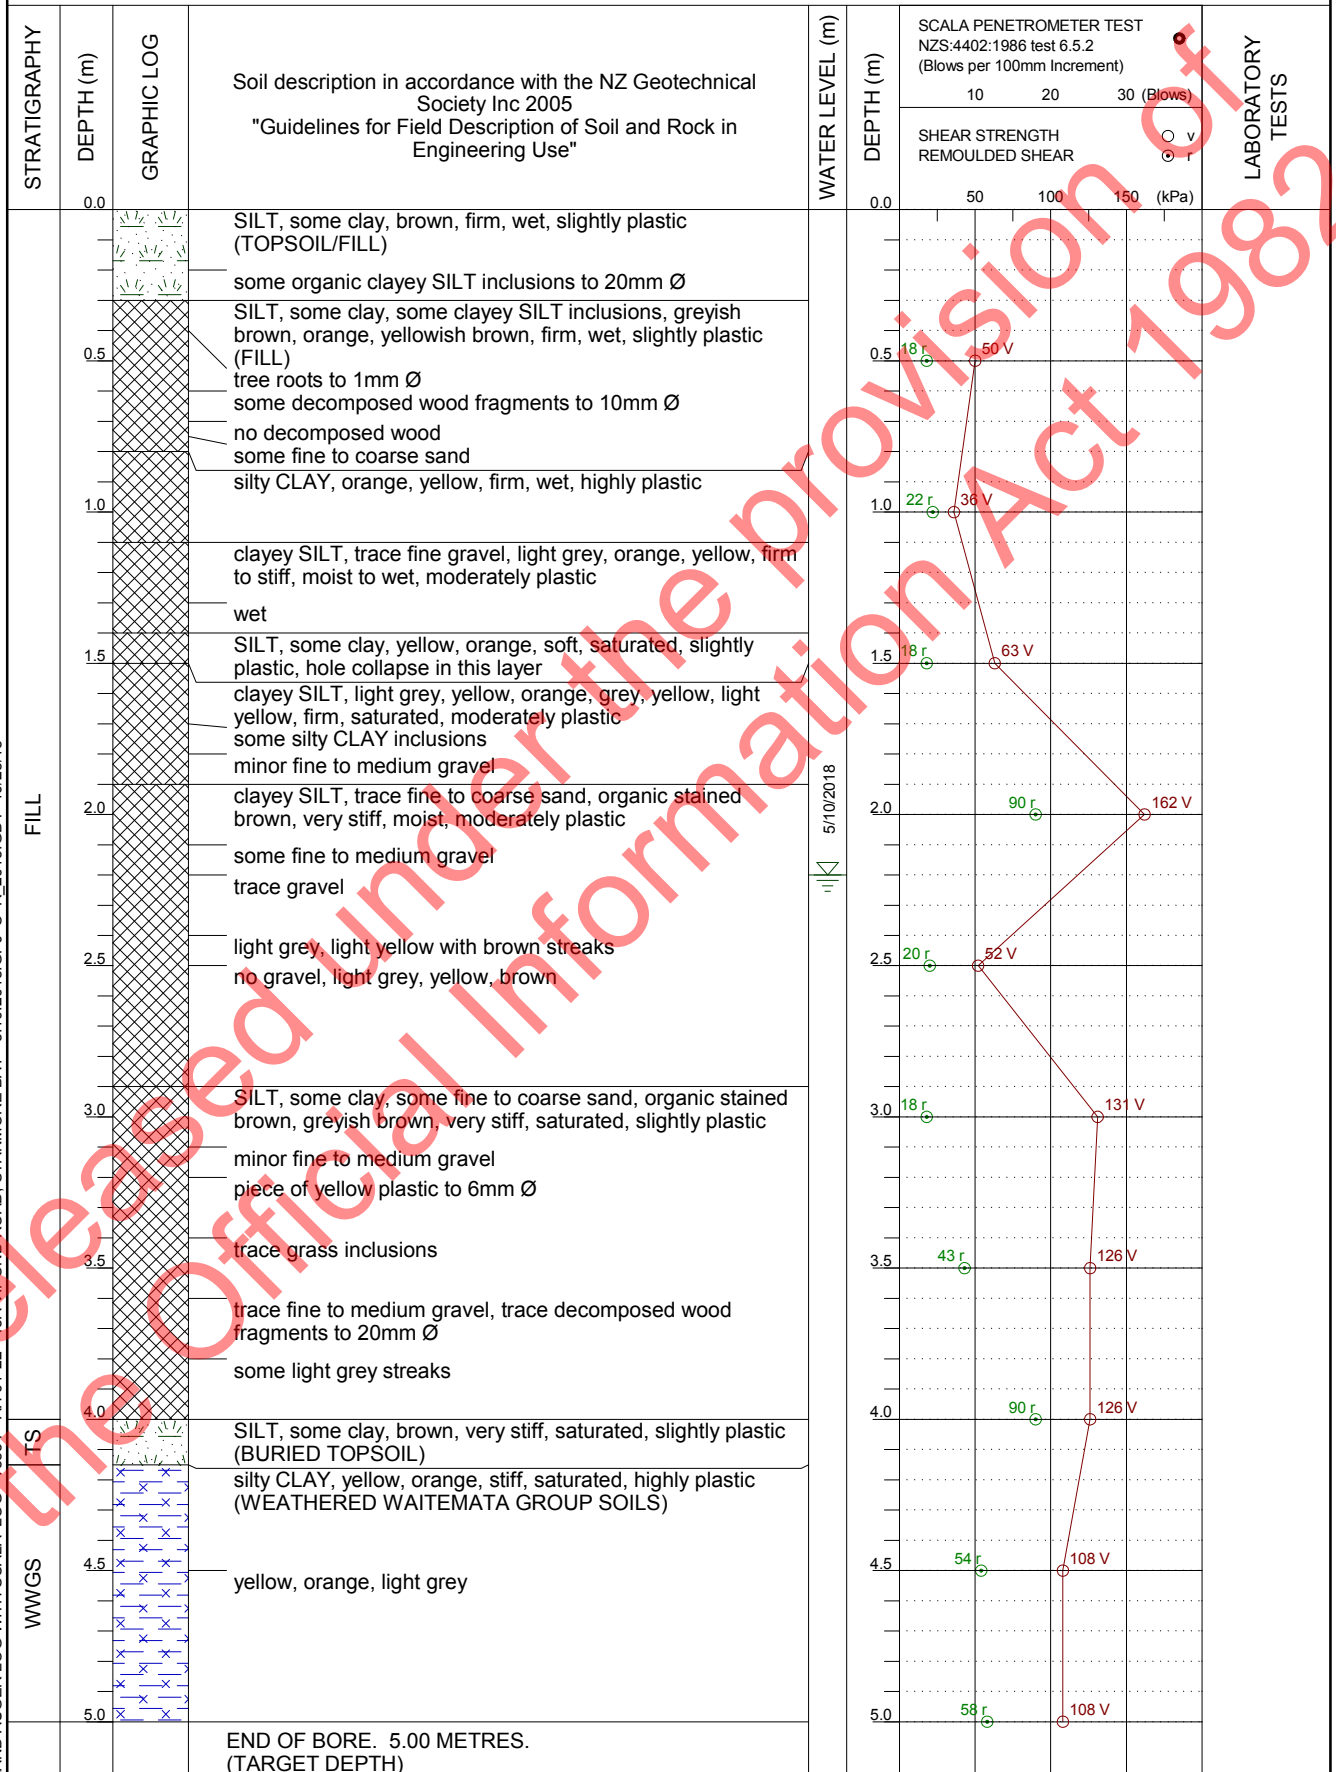 STRATIGRAPHY
DEPTH (m)
GRAPHIC LOG
Soil description in accordance with the NZ Geotechnical
Society Inc 2005
"Guidelines for Field Description of Soil and Rock in
Engineering Use"
WATER LEVEL (m)
DEPTH (m)
SCALA PENETROMETER TEST
NZS:4402:1986 test 6.5.2
(Blows per 100mm Increment)
10 20 30 (Blows)
SHEAR STRENGTH v
REMOULDED SHEAR r
50 100 150 (kPa)
LABORATORY
TESTS
0.0 0.0
SILT, some clay, brown, firm, wet, slightly plastic
(TOPSOIL/FILL)
some organic clayey SILT inclusions to 20mm Ø
SILT, some clay, some clayey SILT inclusions, greyish
brown, orange, yellowish brown, firm, wet, slightly plastic
(FILL)
0.5 0.5 18 r 50 V
tree roots to 1mm Ø
some decomposed wood fragments to 10mm Ø
no decomposed wood
some fine to coarse sand
silty CLAY, orange, yellow, firm, wet, highly plastic
1.0 1.0 22 r 36 V
clayey SILT, trace fine gravel, light grey, orange, yellow, firm
to stiff, moist to wet, moderately plastic
wet
SILT, some clay, yellow, orange, soft, saturated, slightly
plastic, hole collapse in this layer
1.5 1.5 18 r 63 V
clayey SILT, light grey, yellow, orange, grey, yellow, light
yellow, firm, saturated, moderately plastic
some silty CLAY inclusions
minor fine to medium gravel
clayey SILT, trace fine to coarse sand, organic stained
brown, very stiff, moist, moderately plastic
FILL
2.0 5/10/2018 2.0 90 r 162 V
some fine to medium gravel
trace gravel
light grey, light yellow with brown streaks
2.5 2.5 20 r 52 V
no gravel, light grey, yellow, brown
SILT, some clay, some fine to coarse sand, organic stained
brown, greyish brown, very stiff, saturated, slightly plastic
3.0 3.0 18 r 131 V
minor fine to medium gravel
piece of yellow plastic to 6mm Ø
trace grass inclusions
3.5 3.5 43 r 126 V
trace fine to medium gravel, trace decomposed wood
fragments to 20mm Ø
some light grey streaks
4.0 4.0 90 r 126 V
TS
SILT, some clay, brown, very stiff, saturated, slightly plastic
(BURIED TOPSOIL)
silty CLAY, yellow, orange, stiff, saturated, highly plastic
(WEATHERED WAITEMATA GROUP SOILS)
4.5 4.5 54 r 108 V
yellow, orange, light grey
WWGS
5.0 5.0 58 r 108 V
END OF BORE. 5.00 METRES.
(TARGET DEPTH)
eleased under the provision of
the Official Information Act 1982